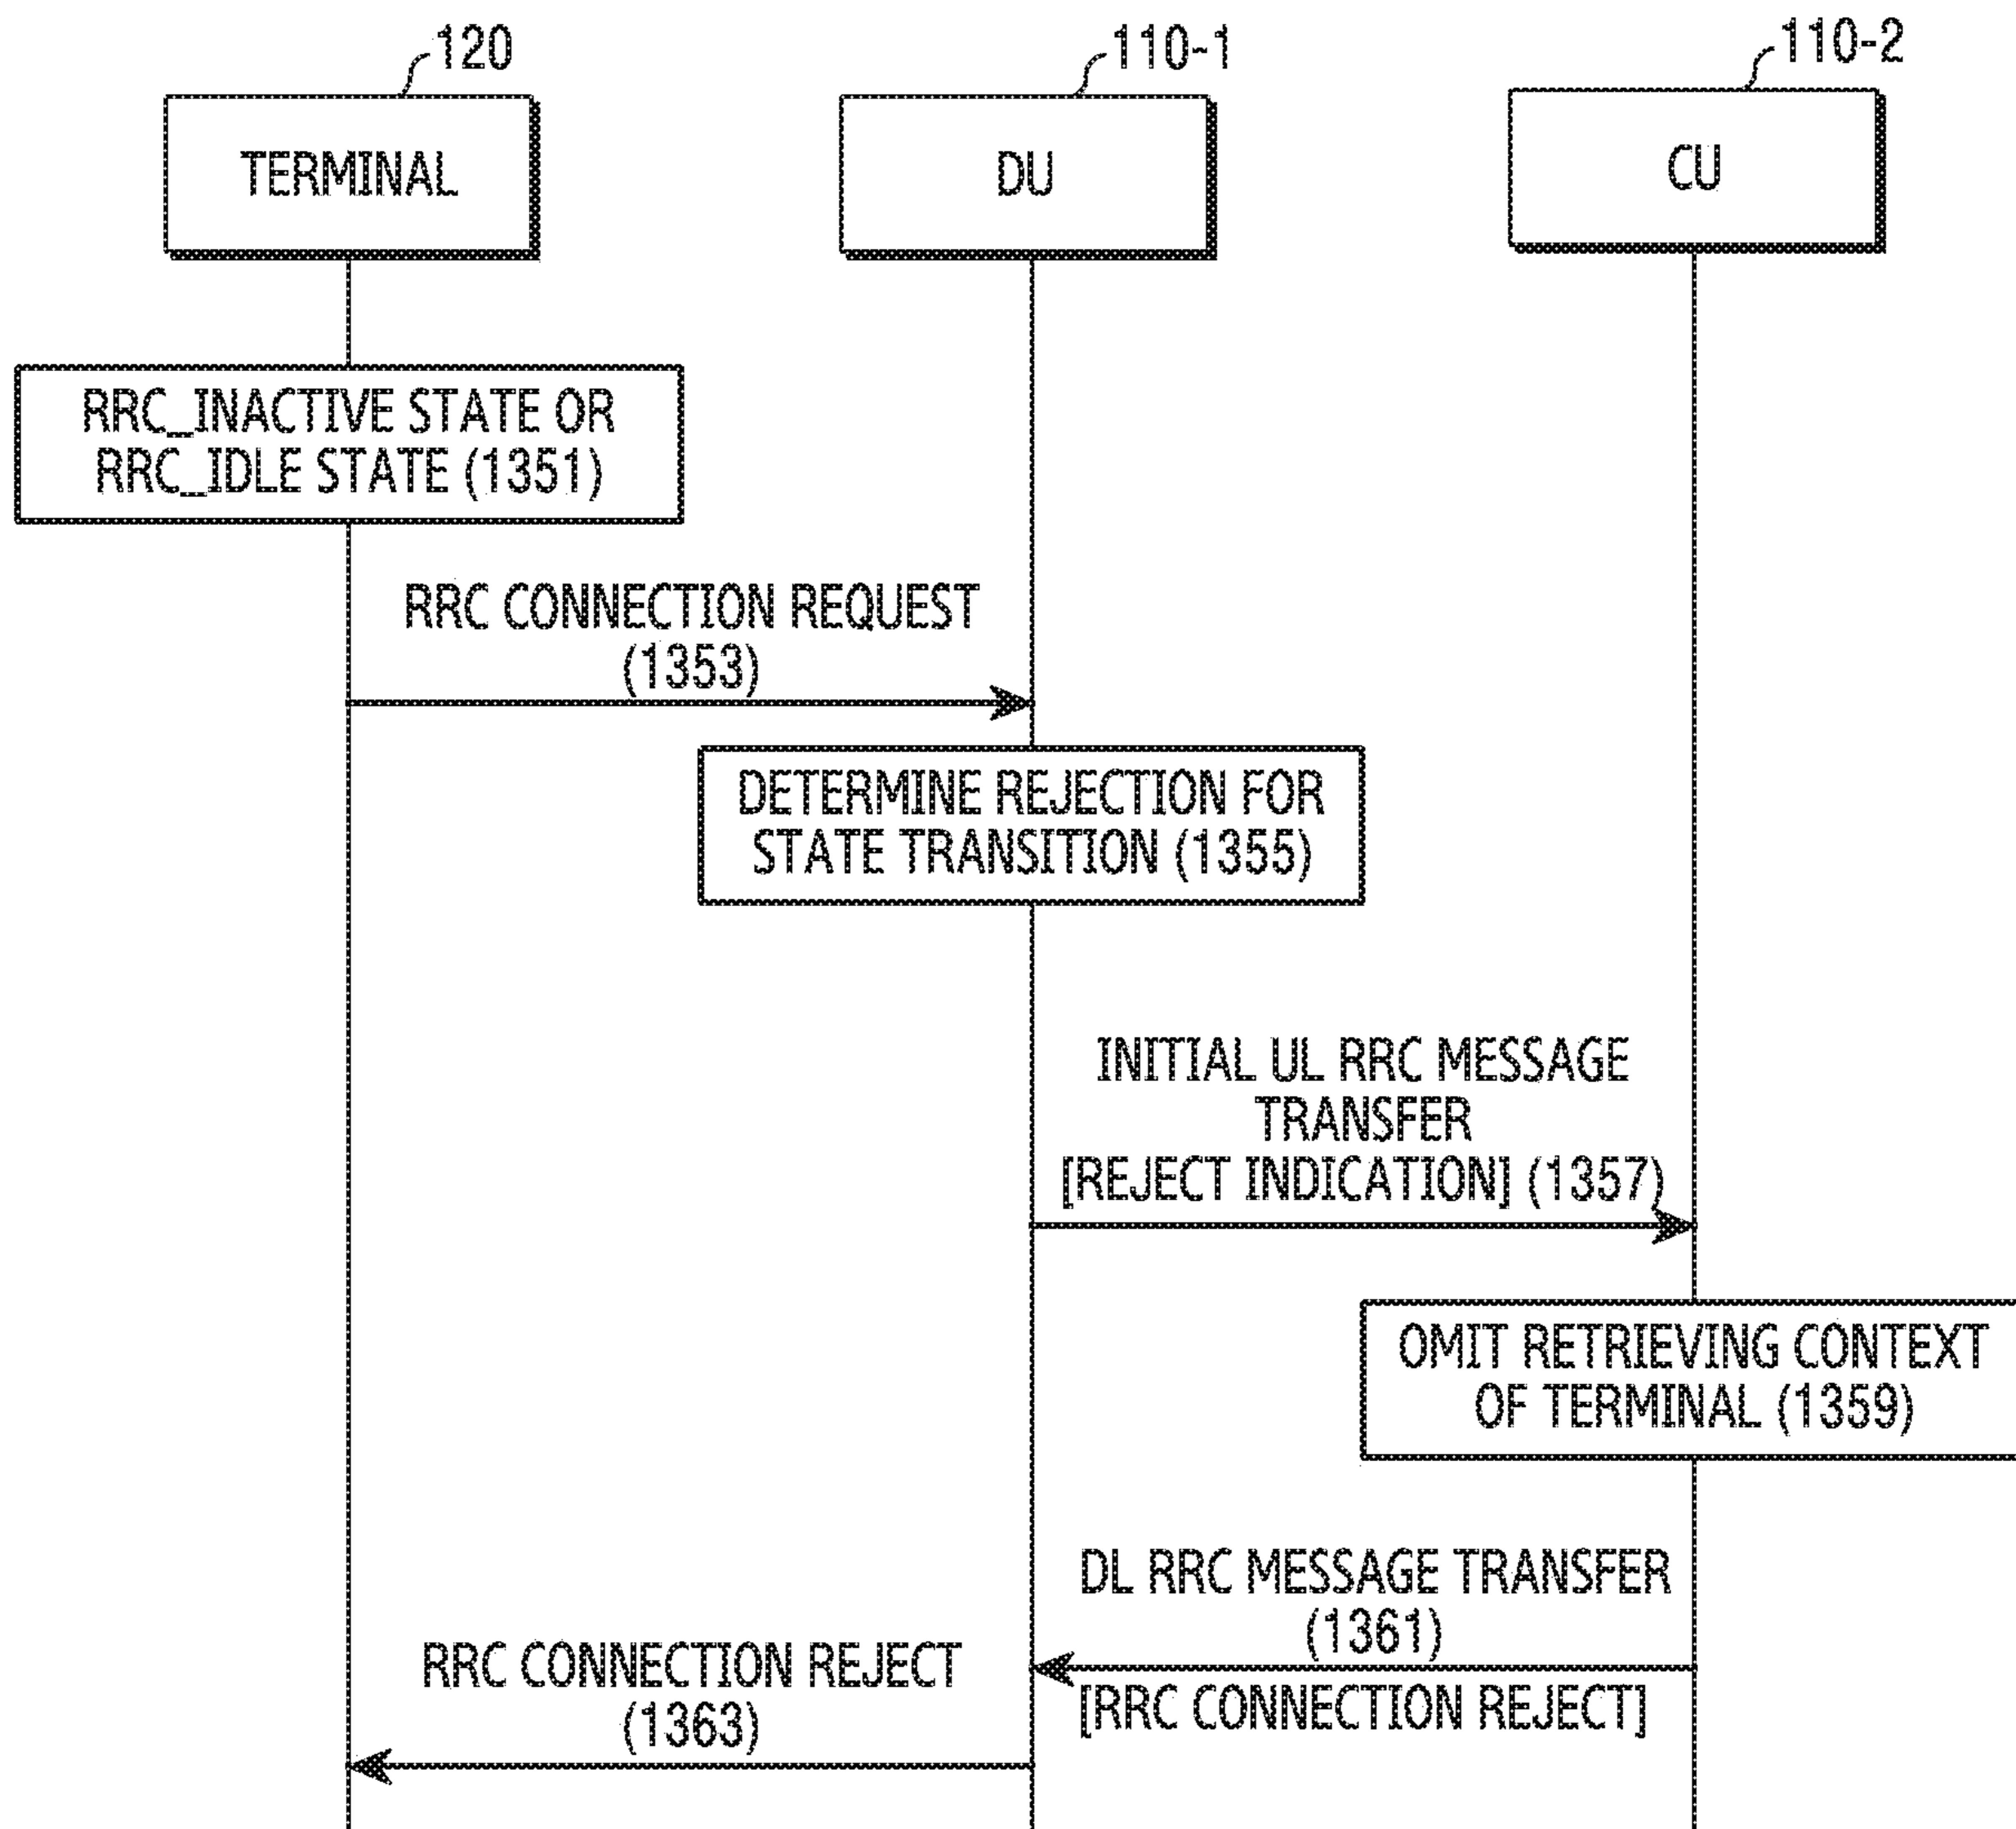 120
110-1
110-2
TERMINAL
DU
CU
RRC_INACTIVE STATE OR
RRC_IDLE STATE (1351)
RRC CONNECTION REQUEST
(1353)
DETERMINE REJECTION FOR
STATE TRANSITION (1355)
INITIAL UL RRC MESSAGE
TRANSFER
[REJECT INDICATION] (1357)
OMIT RETRIEVING CONTEXT
OF TERMINAL (1359)
DL RRC MESSAGE TRANSFER
(1361)
[RRC CONNECTION REJECT]
RRC CONNECTION REJECT
(1363)